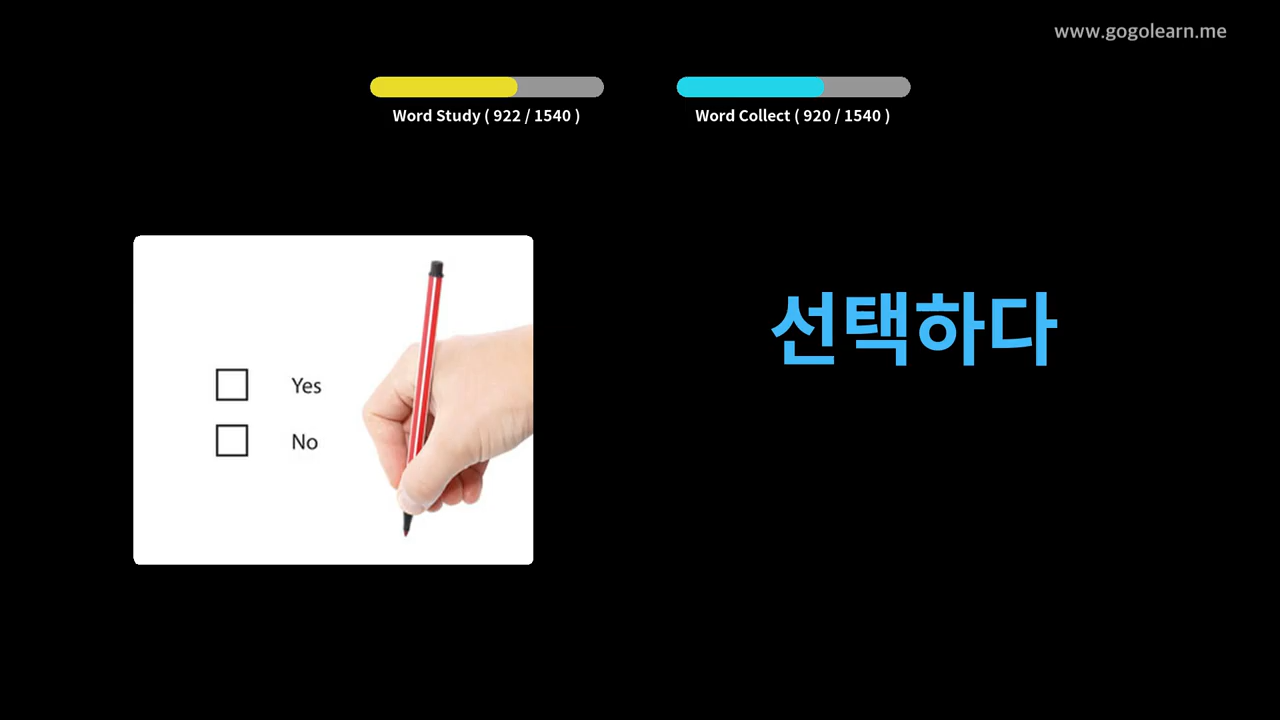 www.gogolearn.me
Word Study ( 922 / 1540 )
Word Collect ( 920 / 1540 )
선택하다
Yes
No